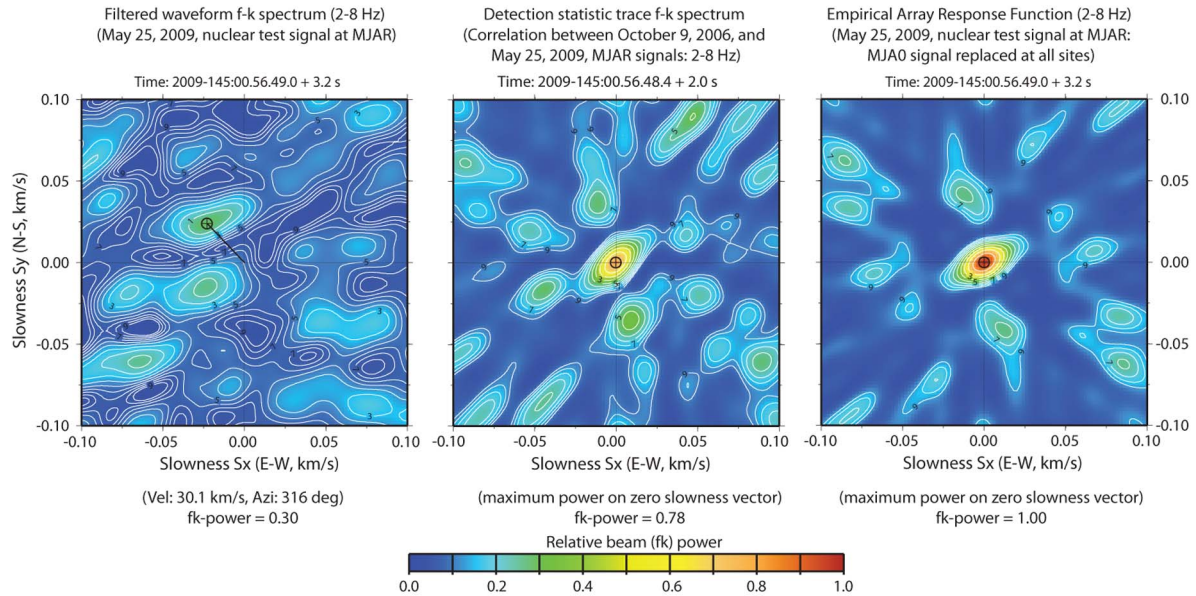 Filtered waveform f-k spectrum (2-8 Hz)
(May 25, 2009, nuclear test signal at MJAR)
Time: 2009-145:00.56.49.0 + 3.2 s
Detection statistic trace f-k spectrum
(Correlation between October 9, 2006, and
May 25, 2009, MJAR signals: 2-8 Hz)
Time: 2009-145:00.56.48.4 + 2.0 s
Empirical Array Response Function (2-8 Hz)
(May 25, 2009, nuclear test signal at MJAR:
MJA0 signal replaced at all sites)
Time: 2009-145:00.56.49.0 + 3.2 s
Slowness Sy (N-S, km/s)
0.10
0.05
0.00
-0.05
-0.10
0.10
0.05
0.00
-0.05
-0.10
-0.10 -0.05 0.00 0.05 0.10
-0.10 -0.05 0.00 0.05 0.10
-0.10 -0.05 0.00 0.05 0.10
Slowness Sx (E-W, km/s)
Slowness Sx (E-W, km/s)
Slowness Sx (E-W, km/s)
(Vel: 30.1 km/s, Azi: 316 deg)
fk-power = 0.30
(maximum power on zero slowness vector)
fk-power = 0.78
(maximum power on zero slowness vector)
fk-power = 1.00
Relative beam (fk) power
0.0 0.2 0.4 0.6 0.8 1.0